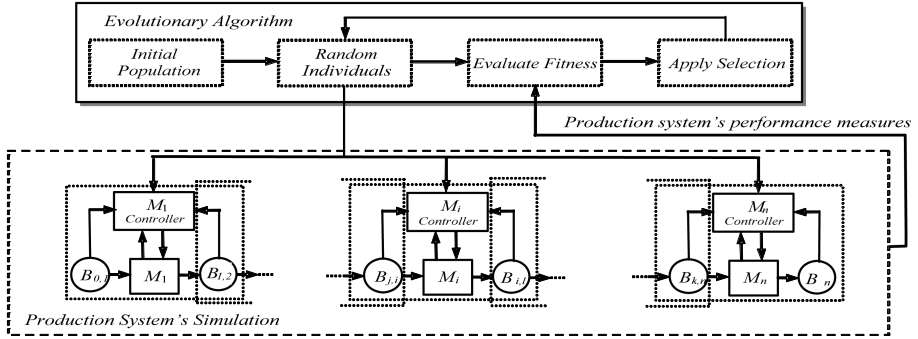 Evolutionary Algorithm
Initial
Population
Random
Individuals
Evaluate Fitness
Apply Selection
Production system's performance measures
M1
Controller
Mi
Controller
Mn
Controller
B0,1
M1
B1,2
Bj,i
Mi
Bi,l
Bk,n
Mn
B n
Production System's Simulation